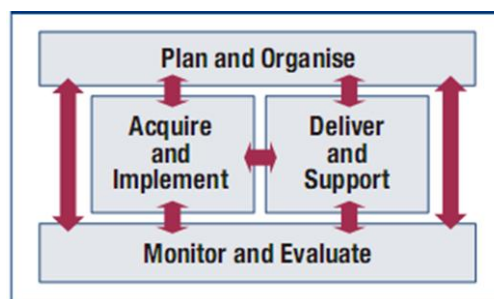 Plan and Organise
Acquire
and
Implement
Deliver
and
Support
Monitor and Evaluate